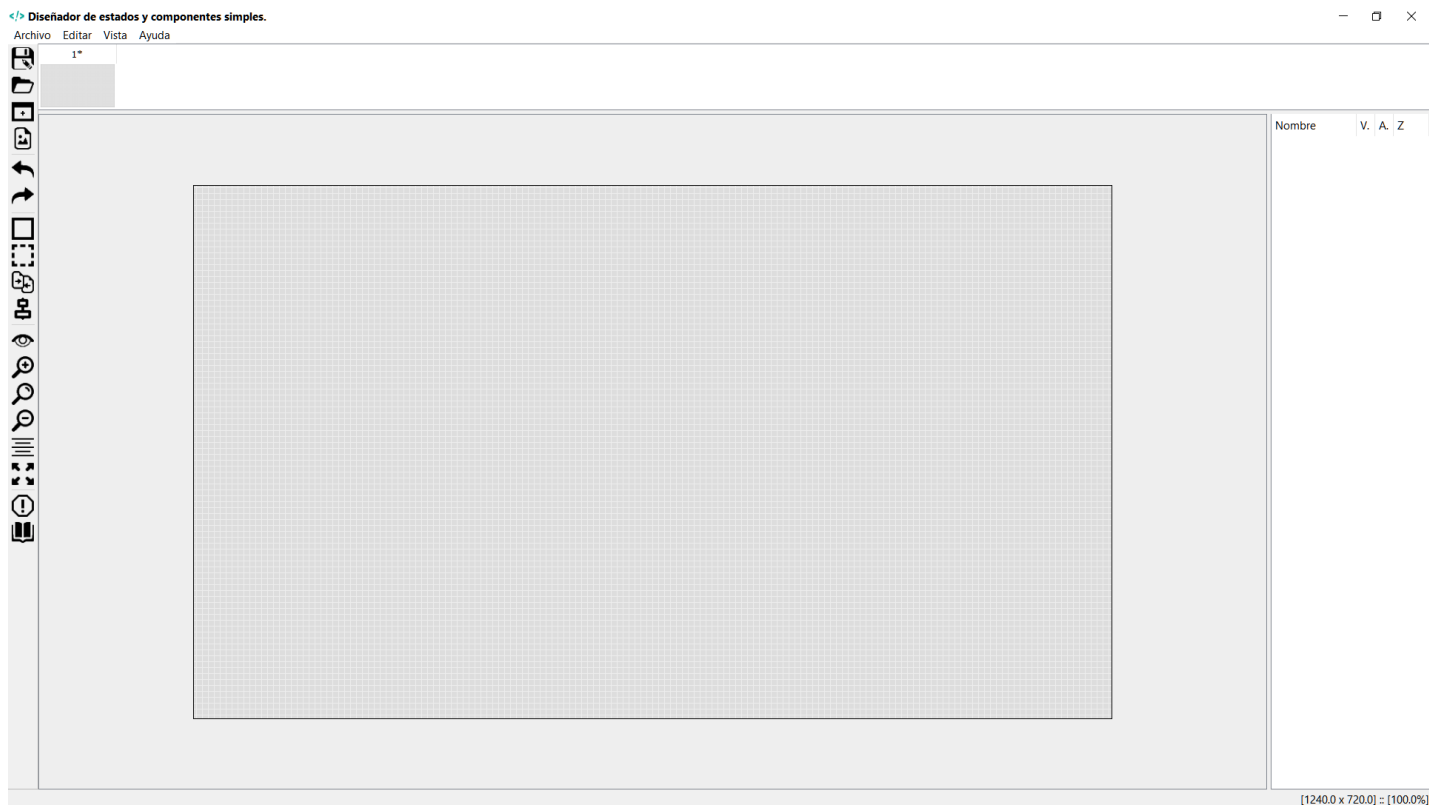 </> Diseñador de estados y componentes simples.
Archivo Editar Vista Ayuda
1*
Nombre V. A. Z
[1240.0 x 720.0] :: [100.0%]